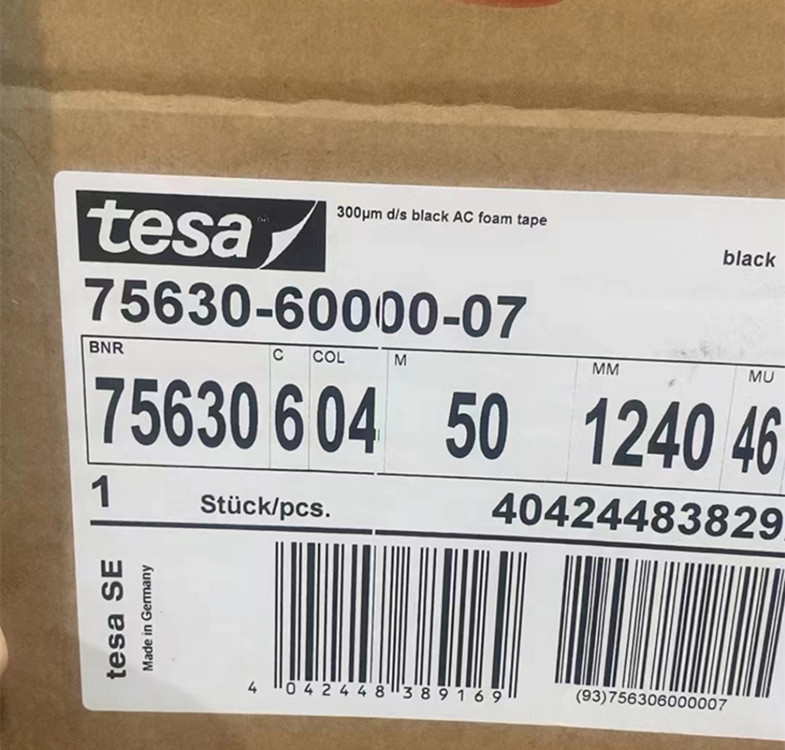 tesa
300µm d/s black AC foam tape
black
75630-60000-07
BNR C COL M MM MU
75630 6 04 50 1240 46
1 Stück/pcs. 40424483829
tesa SE
Made in Germany
4 042448 389169
(93)756306000007